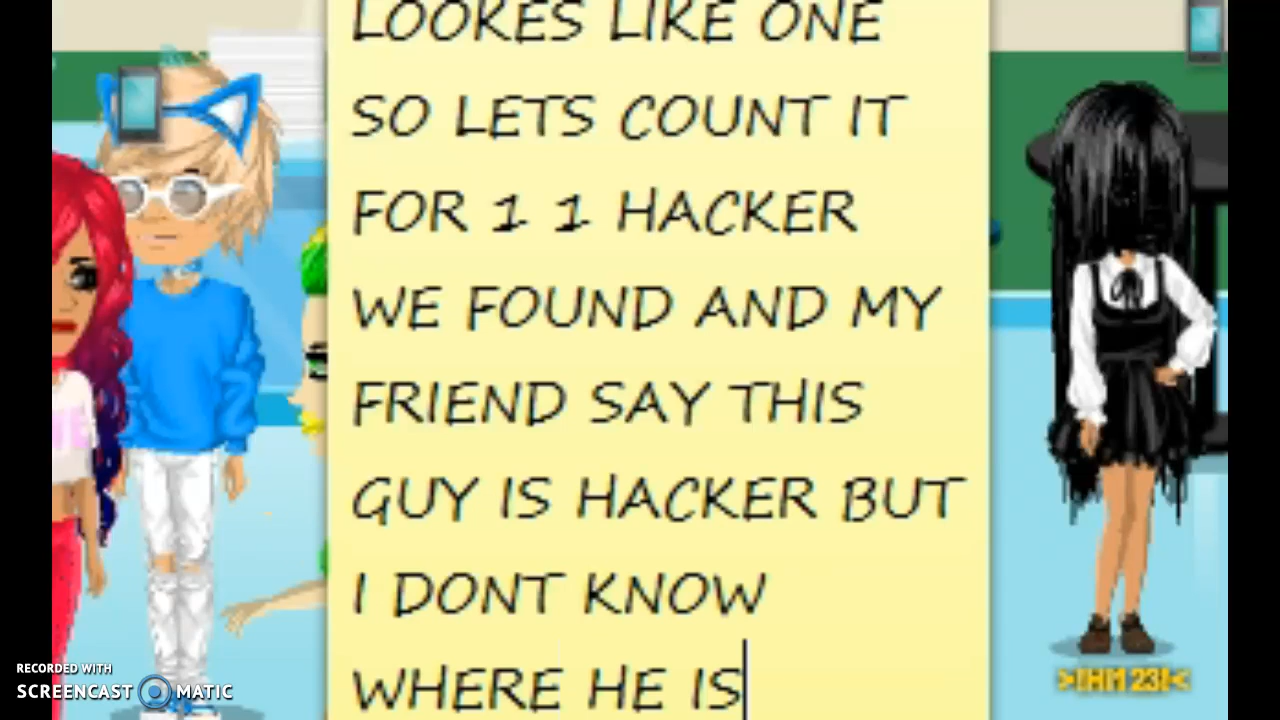 LOOKES LIKE ONE
SO LETS COUNT IT
FOR 1 1 HACKER
WE FOUND AND MY
FRIEND SAY THIS
GUY IS HACKER BUT
I DONT KNOW
WHERE HE IS
RECORDED WITH
SCREENCAST MATIC